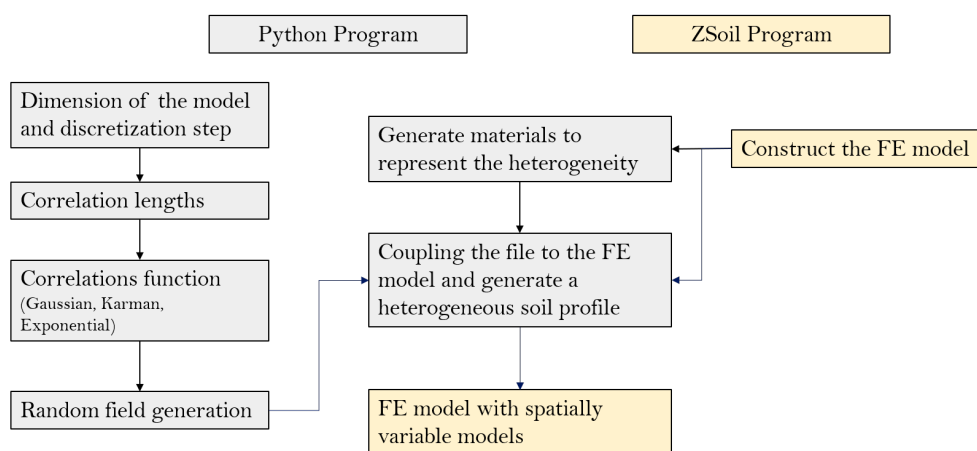 Python Program
ZSoil Program
Dimension of the model
and discretization step
Correlation lengths
Correlations function
(Gaussian, Karman,
Exponential)
Random field generation
Generate materials to
represent the heterogeneity
Coupling the file to the FE
model and generate a
heterogeneous soil profile
FE model with spatially
variable models
Construct the FE model